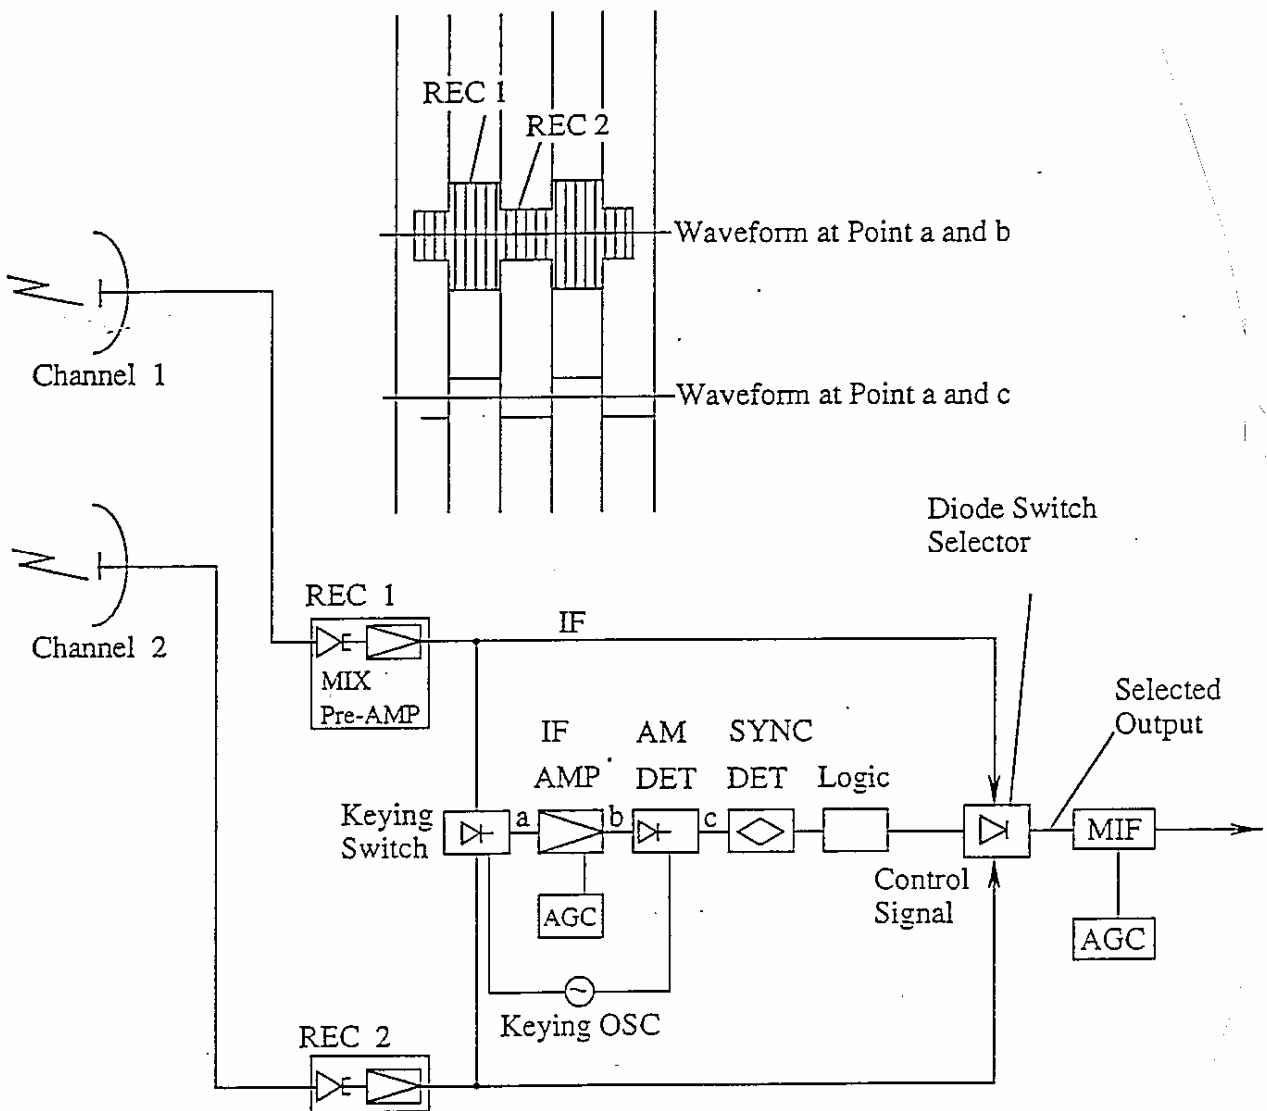 REC 1
REC 2
Waveform at Point a and b
Channel 1
Waveform at Point a and c
Diode Switch
Selector
Channel 2
REC 1
IF
MIX
Pre-AMP
Selected
Output
IF
AMP
AM
DET
SYNC
DET
Logic
Keying
Switch
a
b
c
MIF
Control
Signal
AGC
AGC
Keying OSC
REC 2